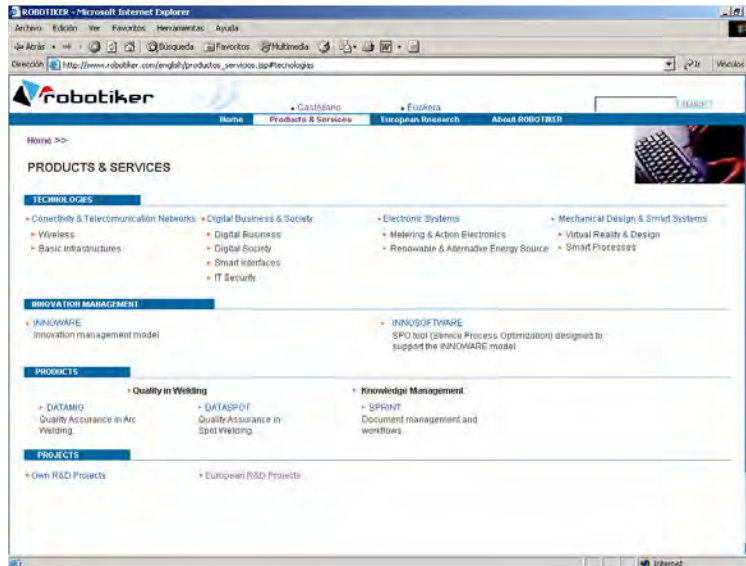 ROBOTIKER - Microsoft Internet Explorer
Archivo Edición Ver Favoritos Herramientas Ayuda
Atrás Búsqueda Favoritos Multimedia
Dirección http://www.robotiker.com/english/productos_servicios.jsp#tecnologias Ir Vínculos
robotiker
Castellano Euskera
Home Products & Services European Research About ROBOTIKER
Home >>
PRODUCTS & SERVICES
TECHNOLOGIES
Conectivity & Telecomunication Networks Digital Business & Society Electronic Systems Mechanical Design & Smart Systems
Wireless Digital Business Metering & Action Electronics Virtual Reality & Design
Basic Infrastructures Digital Society Renowable & Alternative Energy Source Smart Processes
Smart Interfaces
IT Security
INNOVATION MANAGEMENT
INNOWARE INNOSOFTWARE
Innovation management model SPO tool (Service Process Optimization) designed to
support the INNOWARE model
PRODUCTS
Quality in Welding Knowledge Management
DATAMIG DATASPOT SPRINT
Quality Assurance in Arc Quality Assurance in Document management and
Welding. Spot Welding. workflows
PROJECTS
Own R&D Projects European R&D Projects
Internet